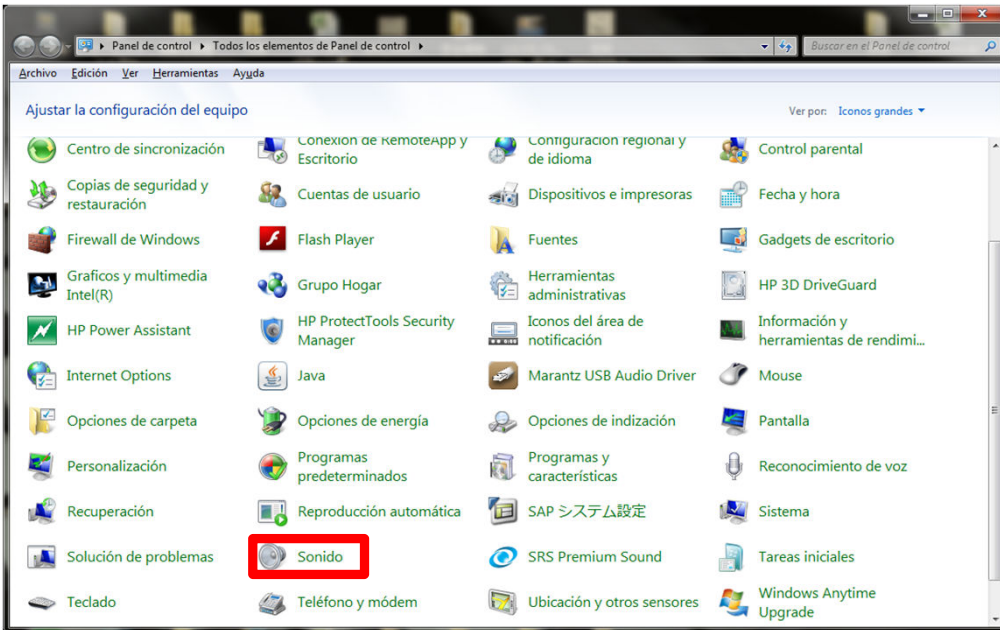 Panel de control Todos los elementos de Panel de control
Buscar en el Panel de control
Archivo Edición Ver Herramientas Ayuda
Ajustar la configuración del equipo
Ver por: Iconos grandes
Centro de sincronización
Conexión de RemoteApp y
Escritorio
Configuración regional y
de idioma
Control parental
Copias de seguridad y
restauración
Cuentas de usuario
Dispositivos e impresoras
Fecha y hora
Firewall de Windows
Flash Player
Fuentes
Gadgets de escritorio
Graficos y multimedia
Intel(R)
Grupo Hogar
Herramientas
administrativas
HP 3D DriveGuard
HP Power Assistant
HP ProtectTools Security
Manager
Iconos del área de
notificación
Información y
herramientas de rendimi...
Internet Options
Java
Marantz USB Audio Driver
Mouse
Opciones de carpeta
Opciones de energía
Opciones de indización
Pantalla
Personalización
Programas
predeterminados
Programas y
características
Reconocimiento de voz
Recuperación
Reproducción automática
SAP システム設定
Sistema
Solución de problemas
Sonido
SRS Premium Sound
Tareas iniciales
Teclado
Teléfono y módem
Ubicación y otros sensores
Windows Anytime
Upgrade